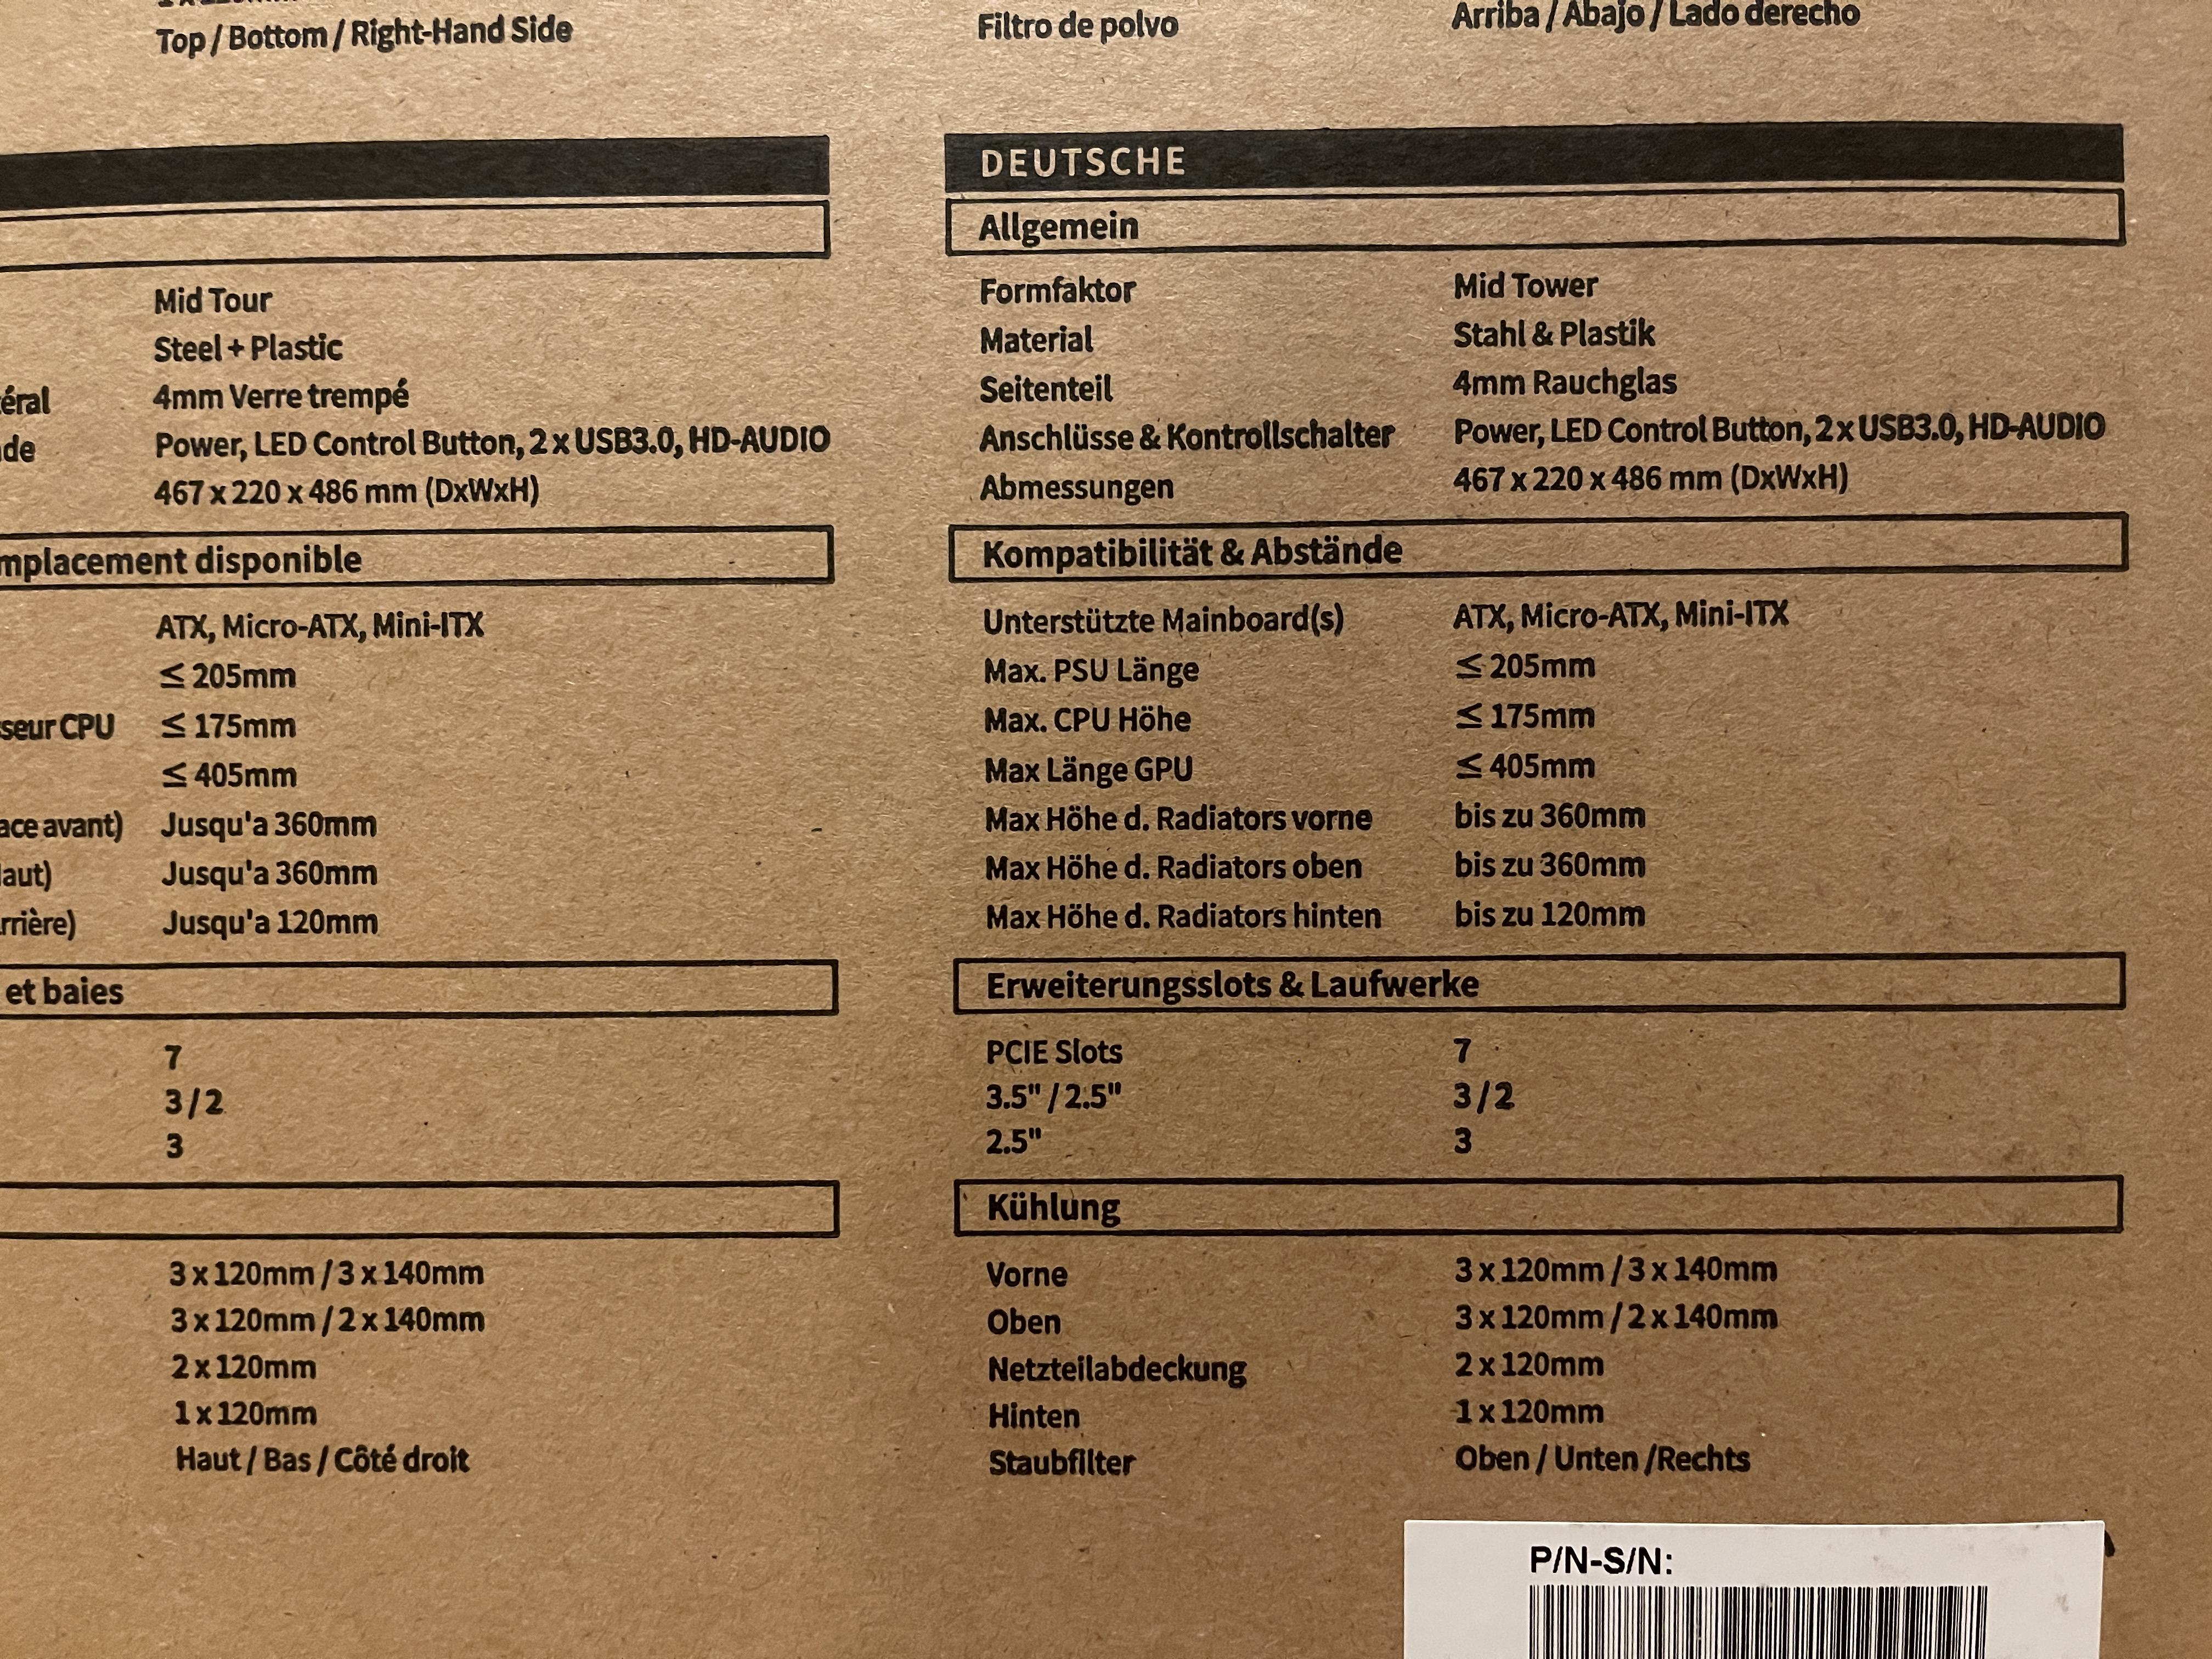 Top / Bottom / Right-Hand Side
Mid Tour
Steel + Plastic
4mm Verre trempé
Power, LED Control Button, 2 x USB3.0, HD-AUDIO
467 x 220 x 486 mm (DxWxH)
disponible
ATX, Micro-ATX, Mini-ITX
≤ 205mm
CPU ≤ 175mm
≤ 405mm
avant) Jusqu'a 360mm
Jusqu'a 360mm
Jusqu'a 120mm
et baies
7
3 / 2
3
3 x 120mm / 3 x 140mm
3 x 120mm / 2 x 140mm
2 x 120mm
1 x 120mm
Haut / Bas / Côté droit
Filtro de polvo Arriba / Abajo / Lado derecho
DEUTSCHE
Allgemein
Formfaktor Mid Tower
Material Stahl & Plastik
Seitenteil 4mm Rauchglas
Anschlüsse & Kontrollschalter Power, LED Control Button, 2 x USB3.0, HD-AUDIO
Abmessungen 467 x 220 x 486 mm (DxWxH)
Kompatibilität & Abstände
Unterstützte Mainboard(s) ATX, Micro-ATX, Mini-ITX
Max. PSU Länge ≤ 205mm
Max. CPU Höhe ≤ 175mm
Max Länge GPU ≤ 405mm
Max Höhe d. Radiators vorne bis zu 360mm
Max Höhe d. Radiators oben bis zu 360mm
Max Höhe d. Radiators hinten bis zu 120mm
Erweiterungsslots & Laufwerke
PCIE Slots 7
3.5" / 2.5" 3 / 2
2.5" 3
Kühlung
Vorne 3 x 120mm / 3 x 140mm
Oben 3 x 120mm / 2 x 140mm
Netzteilabdeckung 2 x 120mm
Hinten 1 x 120mm
Staubfilter Oben / Unten /Rechts
P/N-S/N: